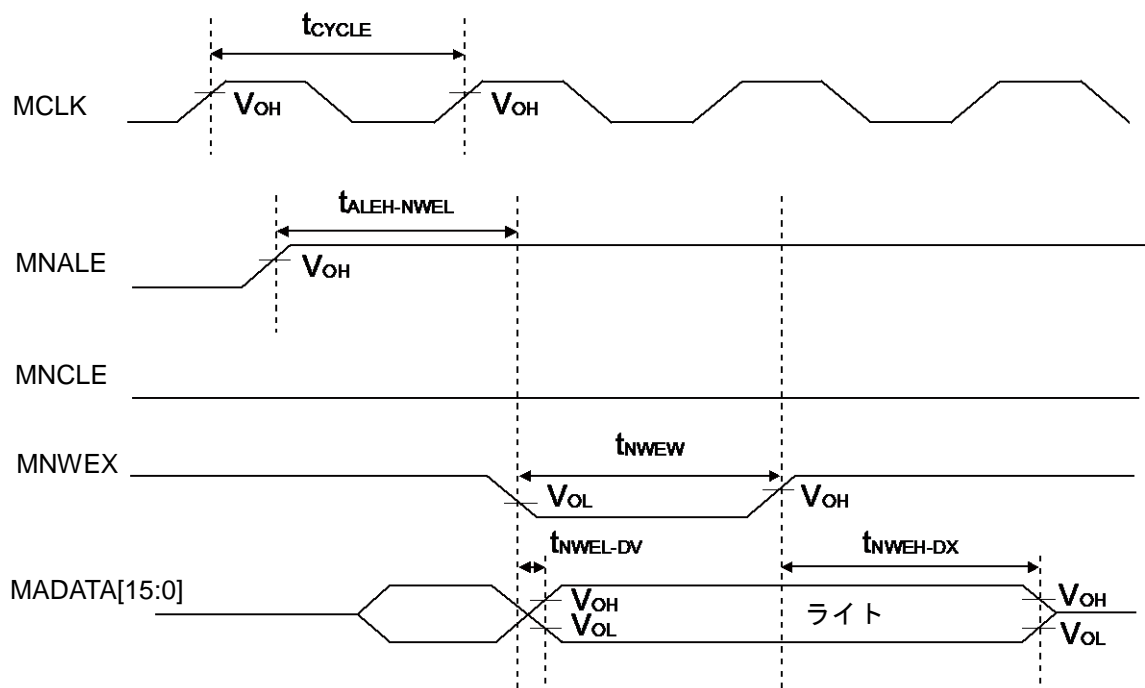 tCYCLE
MCLK
VOH
VOH
tALEH-NWEL
MNALE
VOH
MNCLE
tNWEW
MNWEX
VOL
VOH
tNWEL-DV
tNWEH-DX
MADATA[15:0]
VOH
VOL
ライト
VOH
VOL